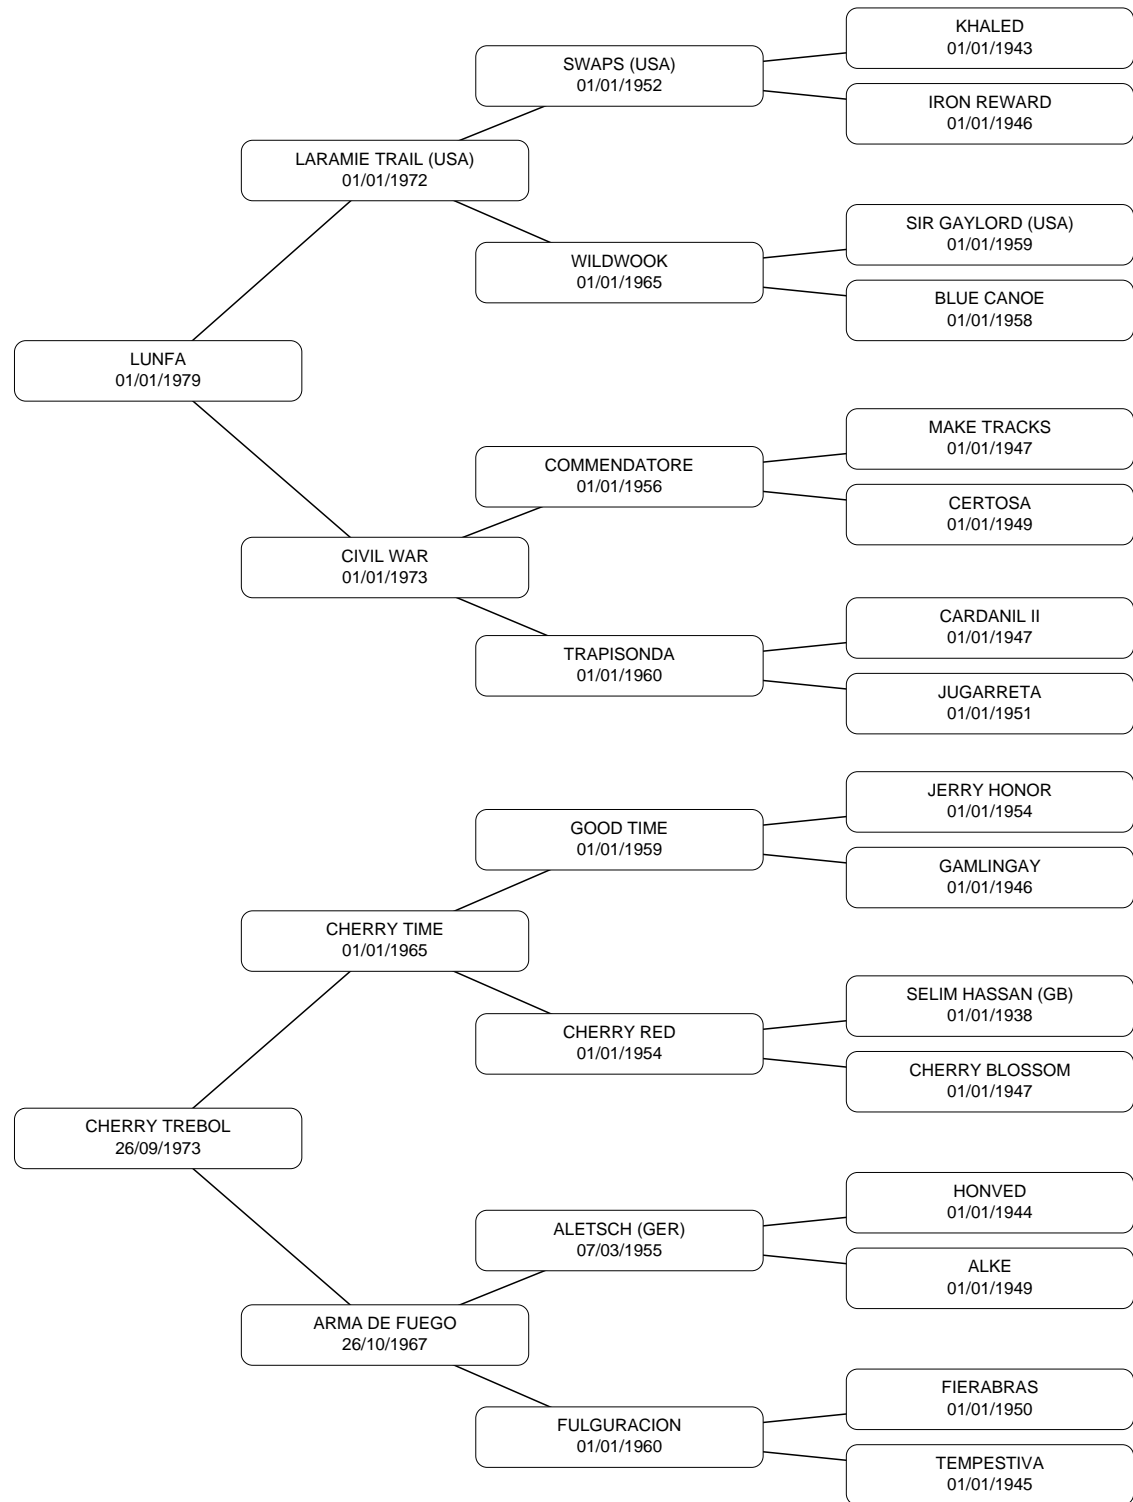 KHALED
01/01/1943
SWAPS (USA)
01/01/1952
IRON REWARD
01/01/1946
LARAMIE TRAIL (USA)
01/01/1972
SIR GAYLORD (USA)
01/01/1959
WILDWOOK
01/01/1965
BLUE CANOE
01/01/1958
LUNFA
01/01/1979
MAKE TRACKS
01/01/1947
COMMENDATORE
01/01/1956
CERTOSA
01/01/1949
CIVIL WAR
01/01/1973
CARDANIL II
01/01/1947
TRAPISONDA
01/01/1960
JUGARRETA
01/01/1951
JERRY HONOR
01/01/1954
GOOD TIME
01/01/1959
GAMLINGAY
01/01/1946
CHERRY TIME
01/01/1965
SELIM HASSAN (GB)
01/01/1938
CHERRY RED
01/01/1954
CHERRY BLOSSOM
01/01/1947
CHERRY TREBOL
26/09/1973
HONVED
01/01/1944
ALETSCH (GER)
07/03/1955
ALKE
01/01/1949
ARMA DE FUEGO
26/10/1967
FIERABRAS
01/01/1950
FULGURACION
01/01/1960
TEMPESTIVA
01/01/1945